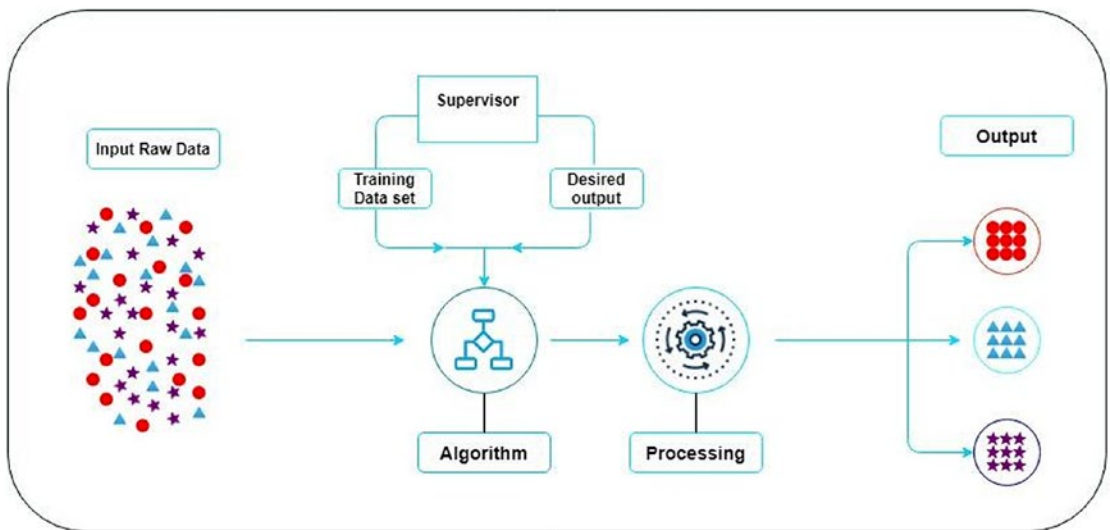 Supervisor
Input Raw Data
Output
Training
Data set
Desired
output
Algorithm
Processing